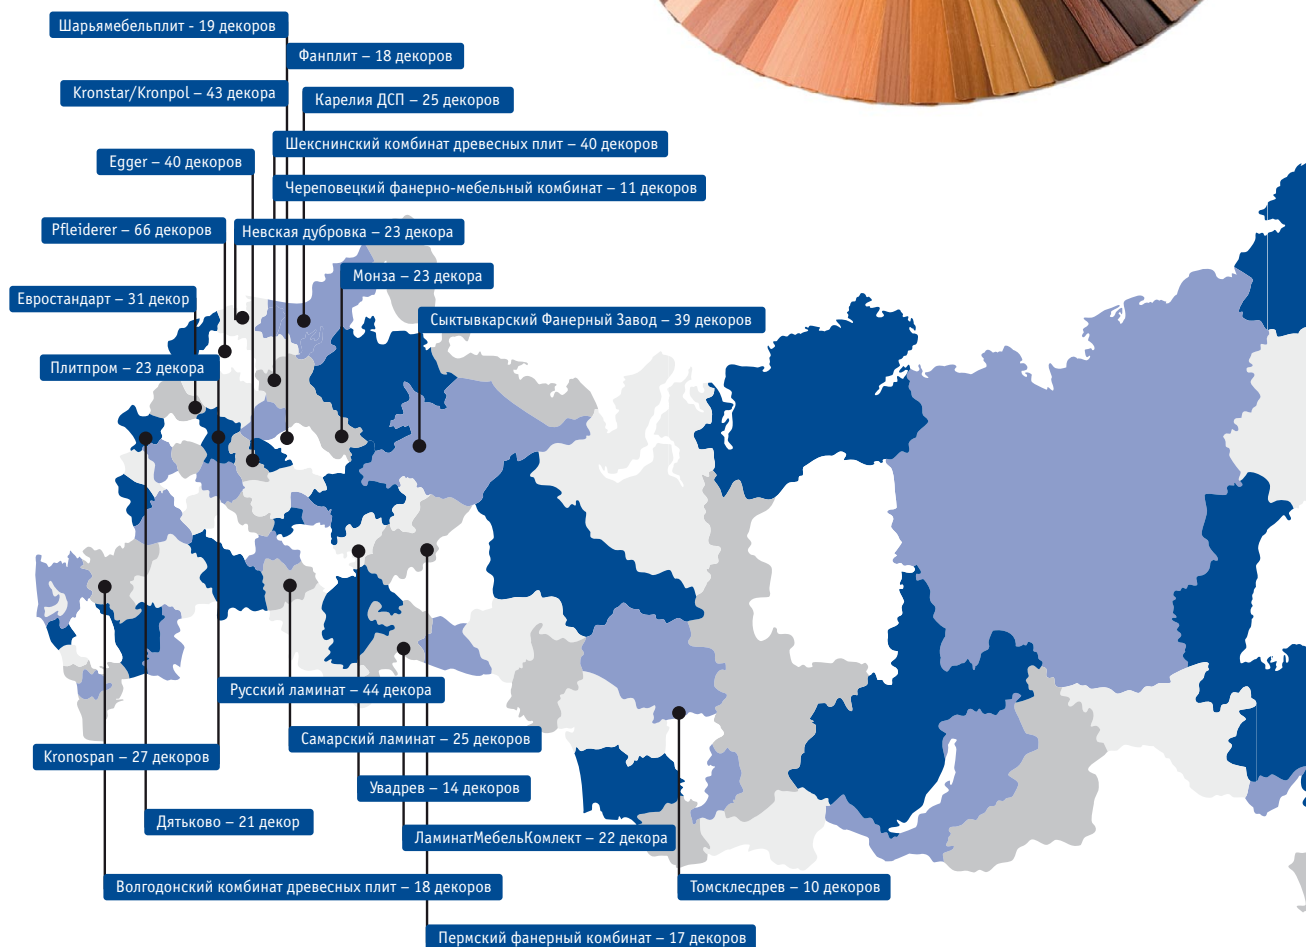 Шарьямебельплит - 19 декоров
Фанплит – 18 декоров
Kronstar/Kronpol – 43 декора
Карелия ДСП – 25 декоров
Шекснинский комбинат древесных плит – 40 декоров
Egger – 40 декоров
Череповецкий фанерно-мебельный комбинат – 11 декоров
Pfleiderer – 66 декоров
Невская дубровка – 23 декора
Монза – 23 декора
Евростандарт – 31 декор
Сыктывкарский Фанерный Завод – 39 декоров
Плитпром – 23 декора
Русский ламинат – 44 декора
Самарский ламинат – 25 декоров
Kronospan – 27 декоров
Увадрев – 14 декоров
Дятьково – 21 декор
ЛаминатМебельКомлект – 22 декора
Волгодонский комбинат древесных плит – 18 декоров
Томсклесдрев – 10 декоров
Пермский фанерный комбинат – 17 декоров